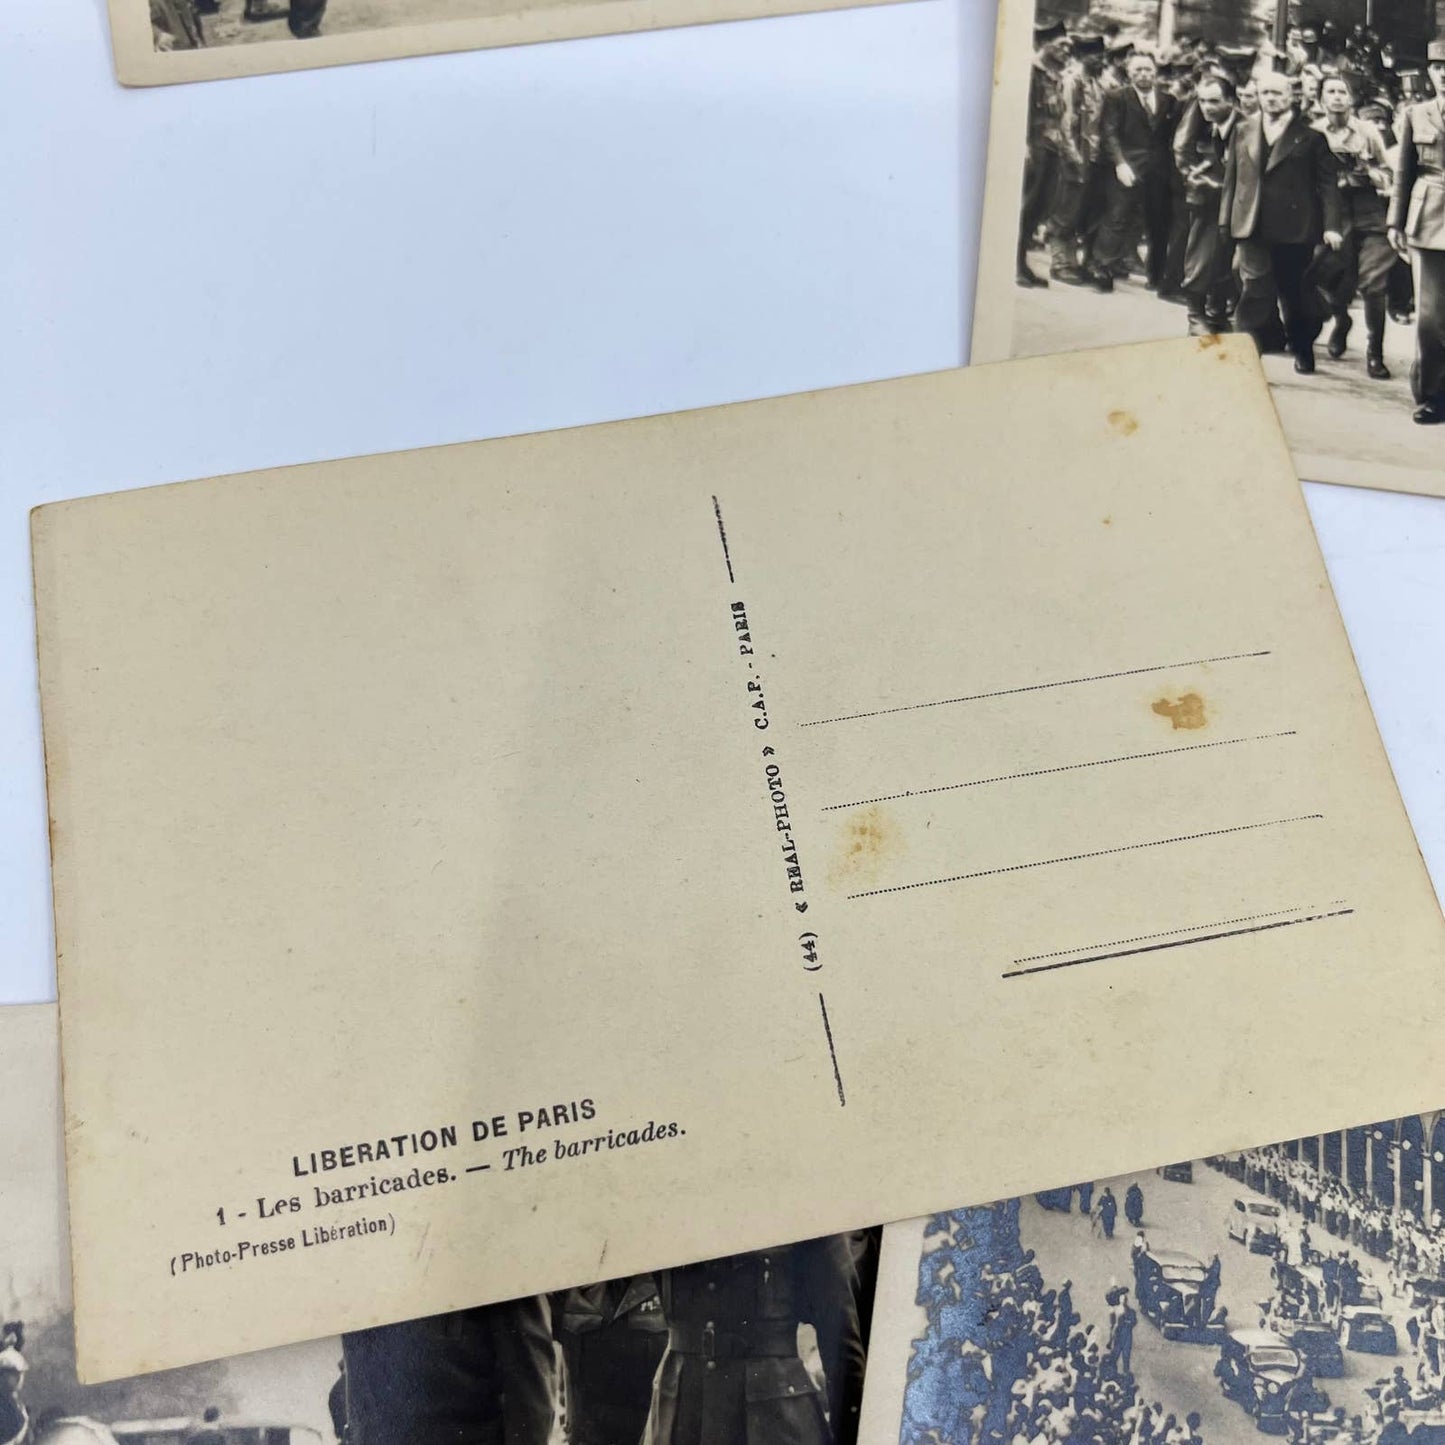 LIBERATION DE PARIS
1 - Les barricades. — The barricades.
(Photo-Presse Libération)
(44) « REAL-PHOTO » C.A.P. - PARIS